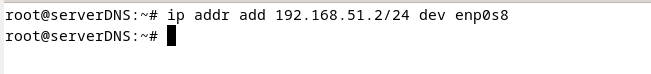 root@serverDNS:~# ip addr add 192.168.51.2/24 dev enp0s8
root@serverDNS:~#